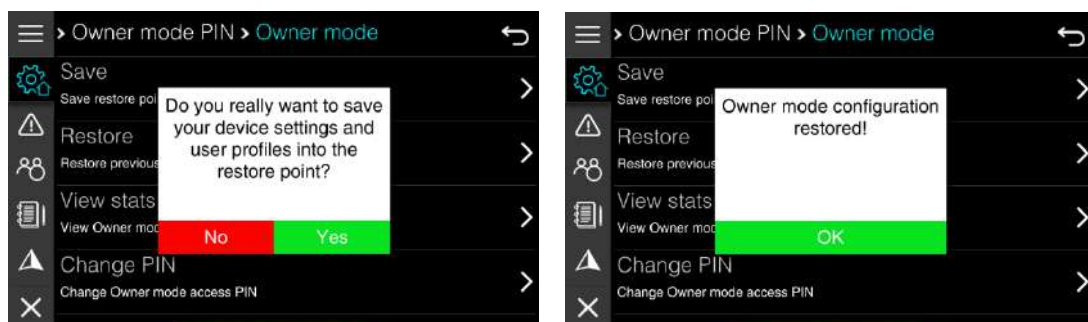 > Owner mode PIN > Owner mode
Save
Save restore poi
Do you really want to save
your device settings and
user profiles into the
restore point?
Restore
Restore previous
View stats
View Owner mod
No
Yes
Change PIN
Change Owner mode access PIN
> Owner mode PIN > Owner mode
Save
Save restore poi
Owner mode configuration
restored!
Restore
Restore previous
View stats
View Owner mod
OK
Change PIN
Change Owner mode access PIN